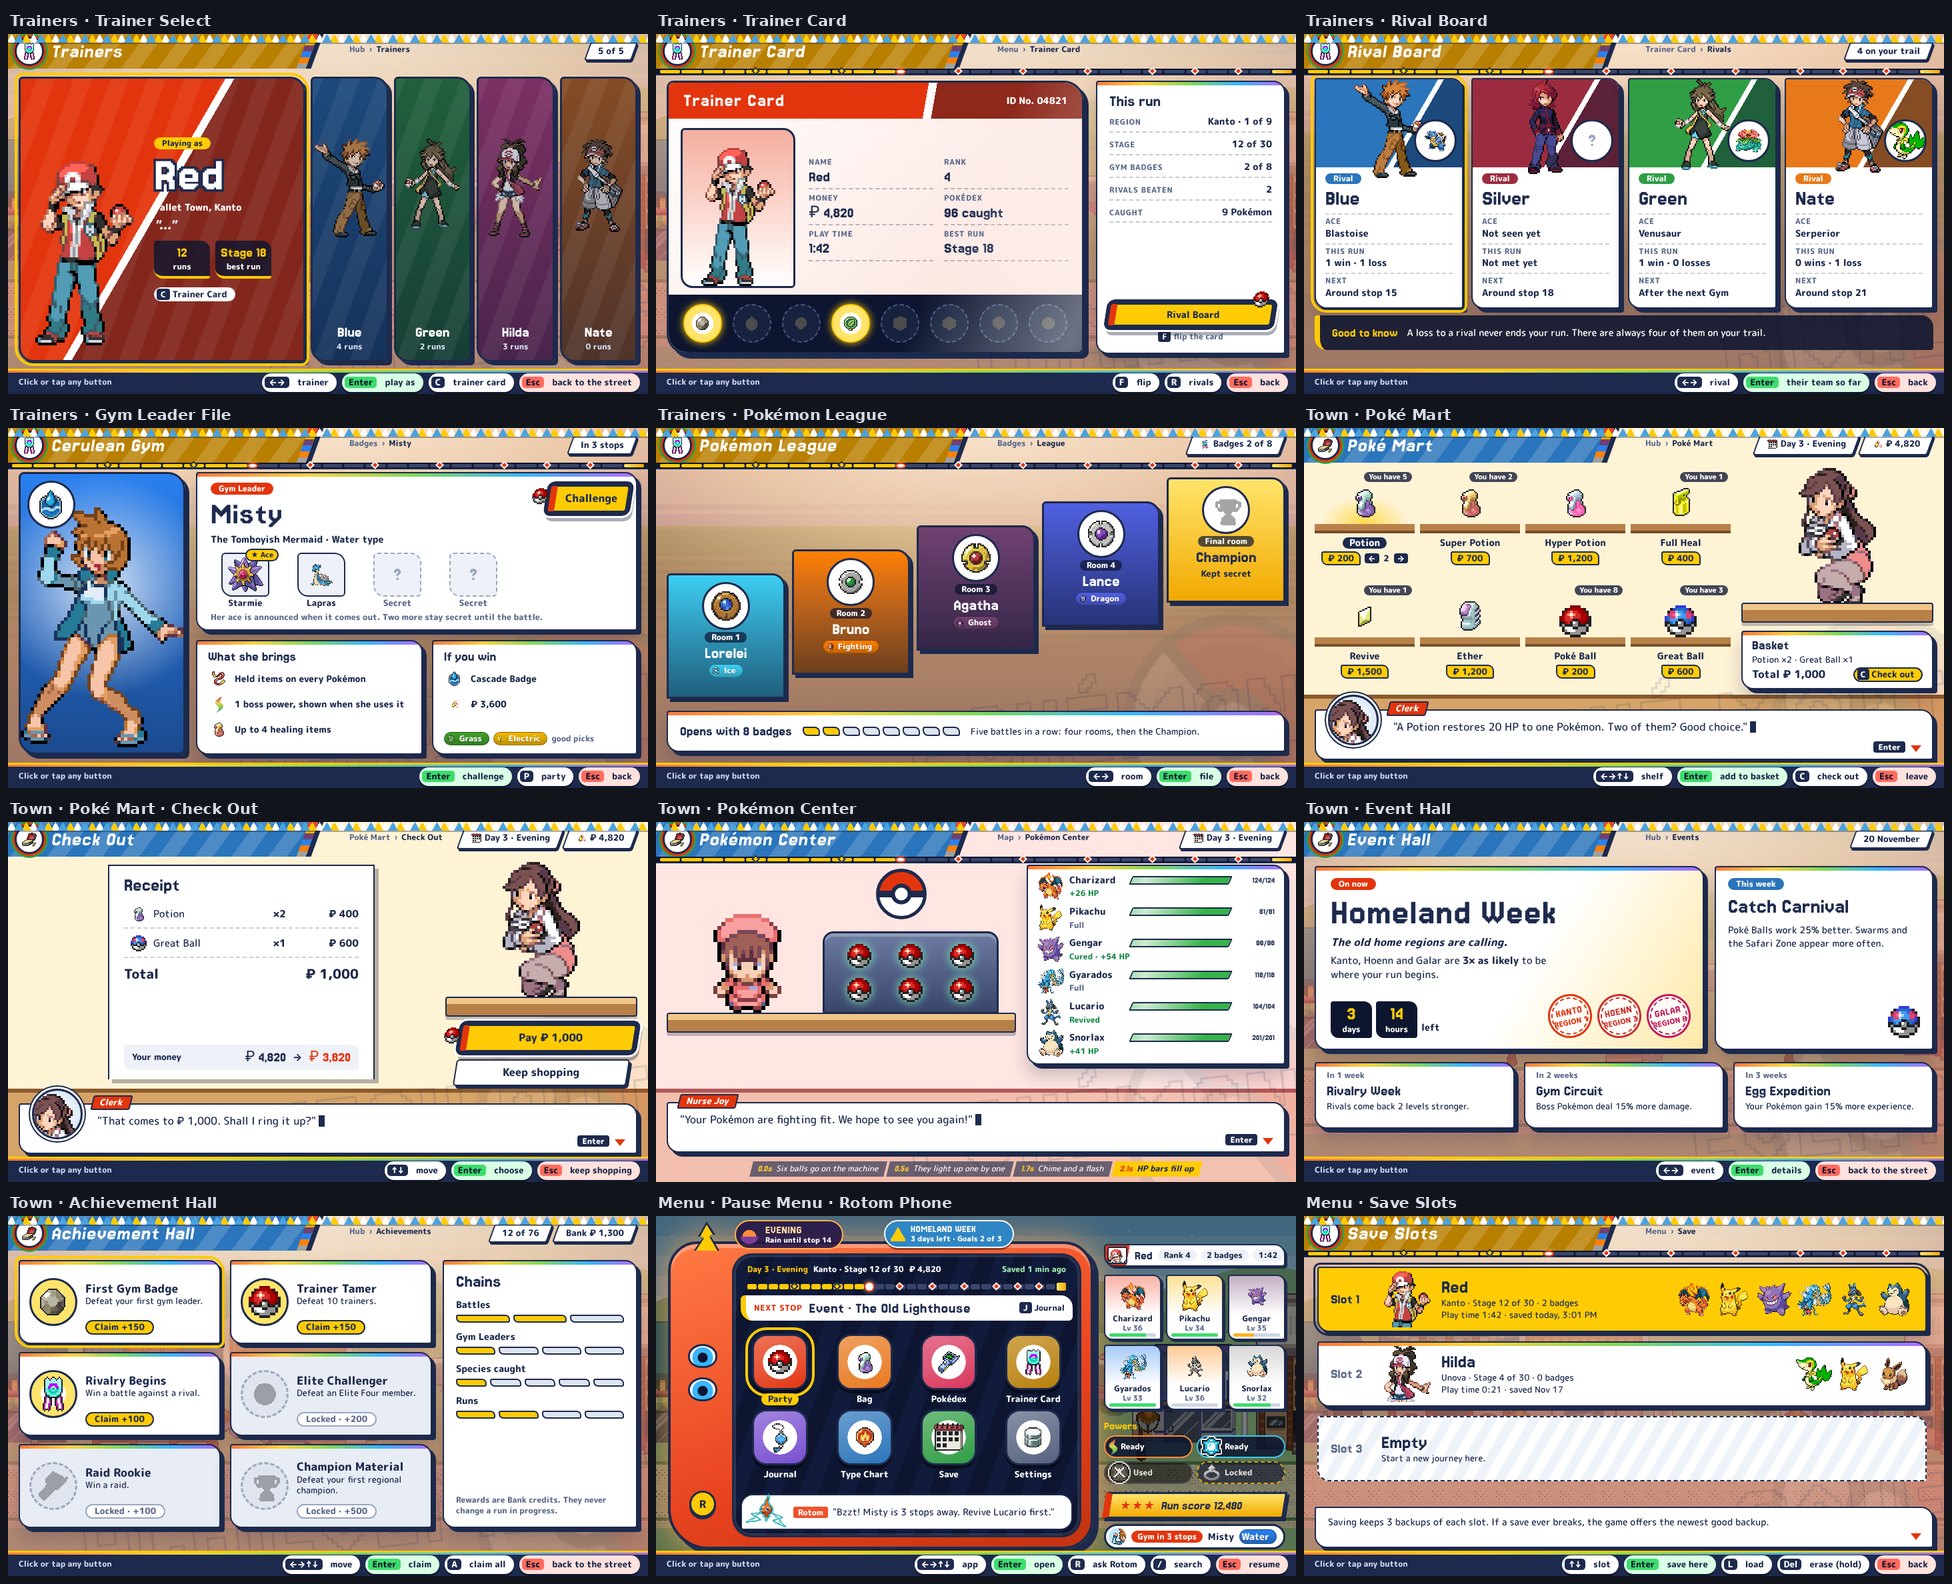 Trainers · Trainer Select
Trainers
Hub › Trainers
5 of 5
Playing as
Red
allet Town, Kanto
"..."
12
runs
Stage 18
best run
C Trainer Card
Blue
4 runs
Green
2 runs
Hilda
3 runs
Nate
0 runs
Click or tap any button
←→ trainer
Enter play as
C trainer card
Esc back to the street
Trainers · Trainer Card
Trainer Card
Menu › Trainer Card
Trainer Card
ID No. 04821
NAME
Red
RANK
4
MONEY
₽ 4,820
POKÉDEX
96 caught
PLAY TIME
1:42
BEST RUN
Stage 18
This run
REGION Kanto · 1 of 9
STAGE 12 of 30
GYM BADGES 2 of 8
RIVALS BEATEN 2
CAUGHT 9 Pokémon
Rival Board
F flip the card
Click or tap any button
F flip
R rivals
Esc back
Trainers · Rival Board
Rival Board
Trainer Card › Rivals
4 on your trail
Rival
Blue
ACE
Blastoise
THIS RUN
1 win · 1 loss
NEXT
Around stop 15
?
Rival
Silver
ACE
Not seen yet
THIS RUN
Not met yet
NEXT
Around stop 18
Rival
Green
ACE
Venusaur
THIS RUN
1 win · 0 losses
NEXT
After the next Gym
Rival
Nate
ACE
Serperior
THIS RUN
0 wins · 1 loss
NEXT
Around stop 21
Good to know A loss to a rival never ends your run. There are always four of them on your trail.
Click or tap any button
←→ rival
Enter their team so far
Esc back
Trainers · Gym Leader File
Cerulean Gym
Badges › Misty
In 3 stops
Gym Leader
Misty
Challenge
The Tomboyish Mermaid · Water type
★ Ace
Starmie
Lapras
?
Secret
?
Secret
Her ace is announced when it comes out. Two more stay secret until the battle.
What she brings
Held items on every Pokémon
1 boss power, shown when she uses it
Up to 4 healing items
If you win
Cascade Badge
₽ 3,600
Grass
Electric
good picks
Click or tap any button
Enter challenge
P party
Esc back
Trainers · Pokémon League
Pokémon League
Badges › League
Badges 2 of 8
Room 1
Lorelei
Ice
Room 2
Bruno
Fighting
Room 3
Agatha
Ghost
Room 4
Lance
Dragon
Final room
Champion
Kept secret
Opens with 8 badges
Five battles in a row: four rooms, then the Champion.
Click or tap any button
←→ room
Enter file
Esc back
Town · Poké Mart
Poké Mart
Hub › Poké Mart
Day 3 · Evening
₽ 4,820
You have 5
Potion
₽ 200
← 2 →
You have 2
Super Potion
₽ 700
Hyper Potion
₽ 1,200
You have 1
Full Heal
₽ 400
You have 1
Revive
₽ 1,500
Ether
₽ 1,200
You have 8
Poké Ball
₽ 200
You have 3
Great Ball
₽ 600
Basket
Potion ×2 · Great Ball ×1
Total ₽ 1,000
C Check out
Clerk
"A Potion restores 20 HP to one Pokémon. Two of them? Good choice."
Enter
Click or tap any button
←→↑↓ shelf
Enter add to basket
C check out
Esc leave
Town · Poké Mart · Check Out
Check Out
Poké Mart › Check Out
Day 3 · Evening
₽ 4,820
Receipt
Potion ×2 ₽ 400
Great Ball ×1 ₽ 600
Total ₽ 1,000
Your money ₽ 4,820 → ₽ 3,820
Pay ₽ 1,000
Keep shopping
Clerk
"That comes to ₽ 1,000. Shall I ring it up?"
Enter
Click or tap any button
↑↓ move
Enter choose
Esc keep shopping
Town · Pokémon Center
Pokémon Center
Map › Pokémon Center
Day 3 · Evening
Charizard 124/124
+26 HP
Pikachu 81/81
Full
Gengar 98/98
Cured · +54 HP
Gyarados 118/118
Full
Lucario 104/104
Revived
Snorlax 201/201
+41 HP
Nurse Joy
"Your Pokémon are fighting fit. We hope to see you again!"
Enter
0.0s Six balls go on the machine
0.5s They light up one by one
1.7s Chime and a flash
2.1s HP bars fill up
Town · Event Hall
Event Hall
Hub › Events
20 November
On now
Homeland Week
The old home regions are calling.
Kanto, Hoenn and Galar are 3× as likely to be
where your run begins.
3
days
14
hours
left
KANTO
REGION 1
HOENN
REGION 3
GALAR
REGION 8
This week
Catch Carnival
Poké Balls work 25% better. Swarms and
the Safari Zone appear more often.
In 1 week
Rivalry Week
Rivals come back 2 levels stronger.
In 2 weeks
Gym Circuit
Boss Pokémon deal 15% more damage.
In 3 weeks
Egg Expedition
Your Pokémon gain 15% more experience.
Click or tap any button
←→ event
Enter details
Esc back to the street
Town · Achievement Hall
Achievement Hall
Hub › Achievements
12 of 76
Bank ₽ 1,300
First Gym Badge
Defeat your first gym leader.
Claim +150
Trainer Tamer
Defeat 10 trainers.
Claim +150
Rivalry Begins
Win a battle against a rival.
Claim +100
Elite Challenger
Defeat an Elite Four member.
Locked · +200
Raid Rookie
Win a raid.
Locked · +100
Champion Material
Defeat your first regional
champion.
Locked · +500
Chains
Battles
Gym Leaders
Species caught
Runs
Rewards are Bank credits. They never
change a run in progress.
Click or tap any button
←→↑↓ move
Enter claim
A claim all
Esc back to the street
Menu · Pause Menu · Rotom Phone
EVENING
Rain until stop 14
HOMELAND WEEK
3 days left · Goals 2 of 3
Day 3 · Evening Kanto · Stage 12 of 30 ₽ 4,820
Saved 1 min ago
NEXT STOP Event · The Old Lighthouse
J Journal
Party
Bag
Pokédex
Trainer Card
Journal
Type Chart
Save
Settings
R
Rotom "Bzzt! Misty is 3 stops away. Revive Lucario first."
Red
Rank 4
2 badges
1:42
Charizard
Lv 36
Pikachu
Lv 34
Gengar
Lv 35
Gyarados
Lv 33
Lucario
Lv 36
Snorlax
Lv 32
Powers
Ready
Ready
Used
Locked
★★★ Run score 12,480
Gym in 3 stops Misty Water
Click or tap any button
←→↑↓ app
Enter open
R ask Rotom
/ search
Esc resume
Menu · Save Slots
Save Slots
Menu › Save
Slot 1
Red
Kanto · Stage 12 of 30 · 2 badges
Play time 1:42 · saved today, 3:01 PM
Slot 2
Hilda
Unova · Stage 4 of 30 · 0 badges
Play time 0:21 · saved Nov 17
Slot 3
Empty
Start a new journey here.
Saving keeps 3 backups of each slot. If a save ever breaks, the game offers the newest good backup.
Click or tap any button
↑↓ slot
Enter save here
L load
Del erase (hold)
Esc back